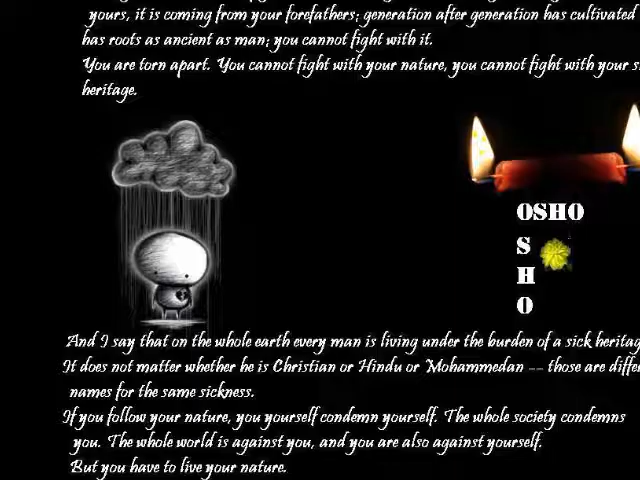 yours, it is coming from your forefathers; generation after generation has cultivated
has roots as ancient as man; you cannot fight with it.
You are torn apart. You cannot fight with your nature, you cannot fight with your
heritage.
OSHO
S
H
O
And I say that on the whole earth every man is living under the burden of a sick
It does not matter whether he is Christian or Hindu or Mohammedan -- those are
names for the same sickness.
If you follow your nature, you yourself condemn yourself. The whole society condemns
you. The whole world is against you, and you are also against yourself.
But you have to live your nature.